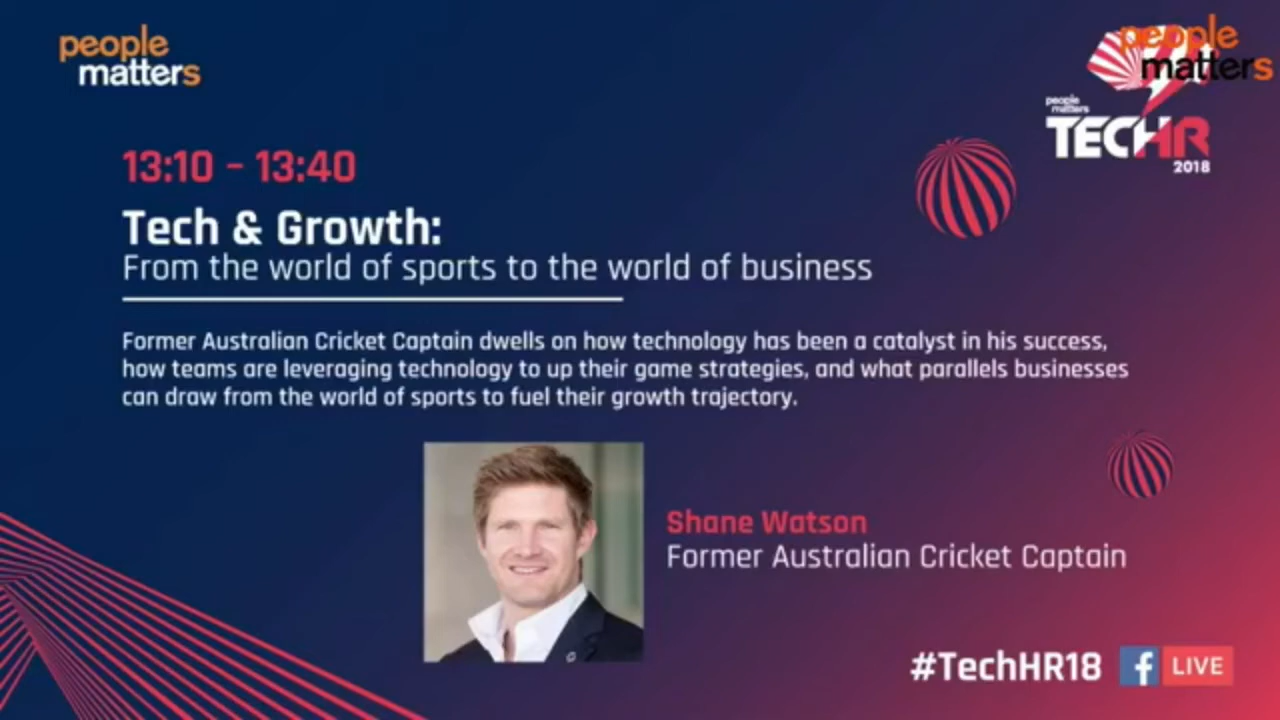 people
matters
people
matters
people
matters
TECHR
2018
13:10 – 13:40
Tech & Growth:
From the world of sports to the world of business
Former Australian Cricket Captain dwells on how technology has been a catalyst in his success,
how teams are leveraging technology to up their game strategies, and what parallels businesses
can draw from the world of sports to fuel their growth trajectory.
Shane Watson
Former Australian Cricket Captain
#TechHR18
f LIVE